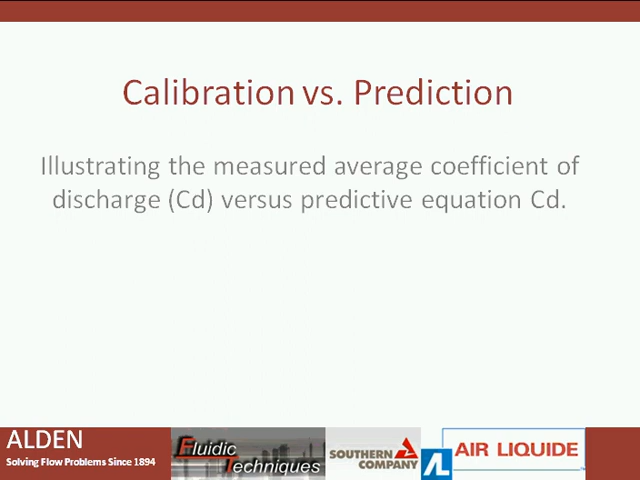 Calibration vs. Prediction
Illustrating the measured average coefficient of
discharge (Cd) versus predictive equation Cd.
ALDEN
Solving Flow Problems Since 1894
Fluidic
Techniques
SOUTHERN
COMPANY
AL
AIR LIQUIDE